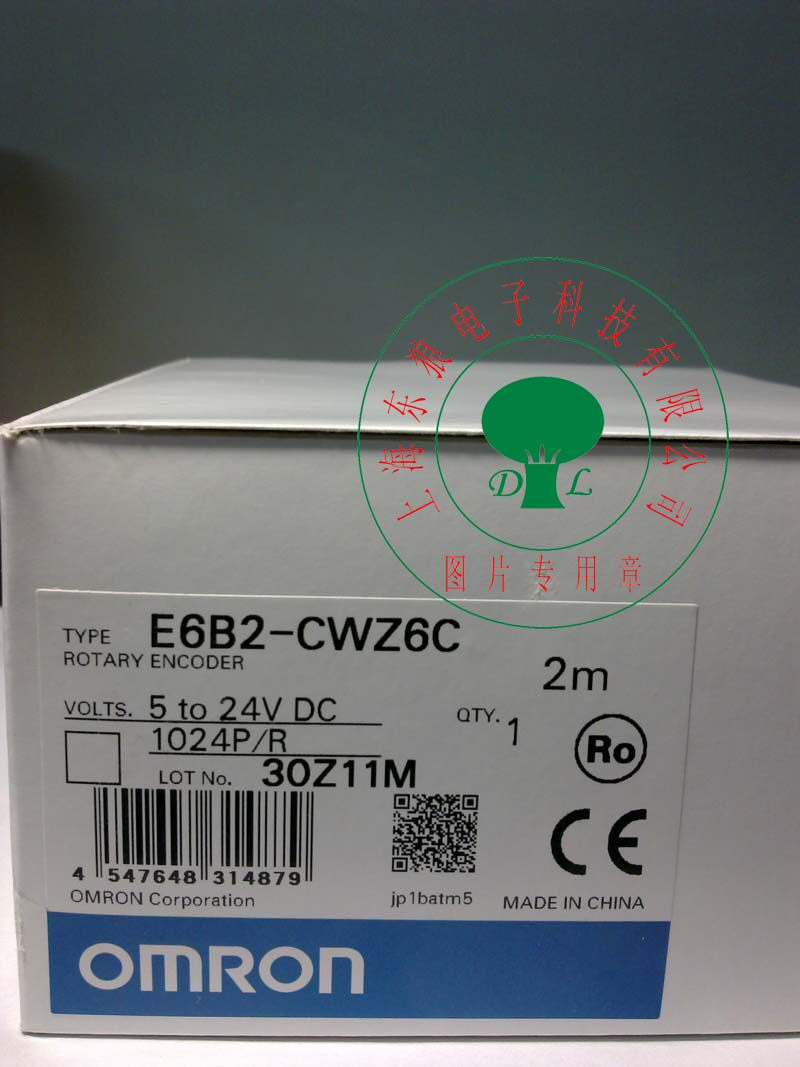 上海东狼电子科技有限公司
D L
图片专用章
TYPE E6B2-CWZ6C
ROTARY ENCODER
2m
VOLTS. 5 to 24V DC
QTY. 1
1024P/R
Ro
LOT No. 30Z11M
CE
4 547648 314879
OMRON Corporation
jp1batm5
MADE IN CHINA
OMRON